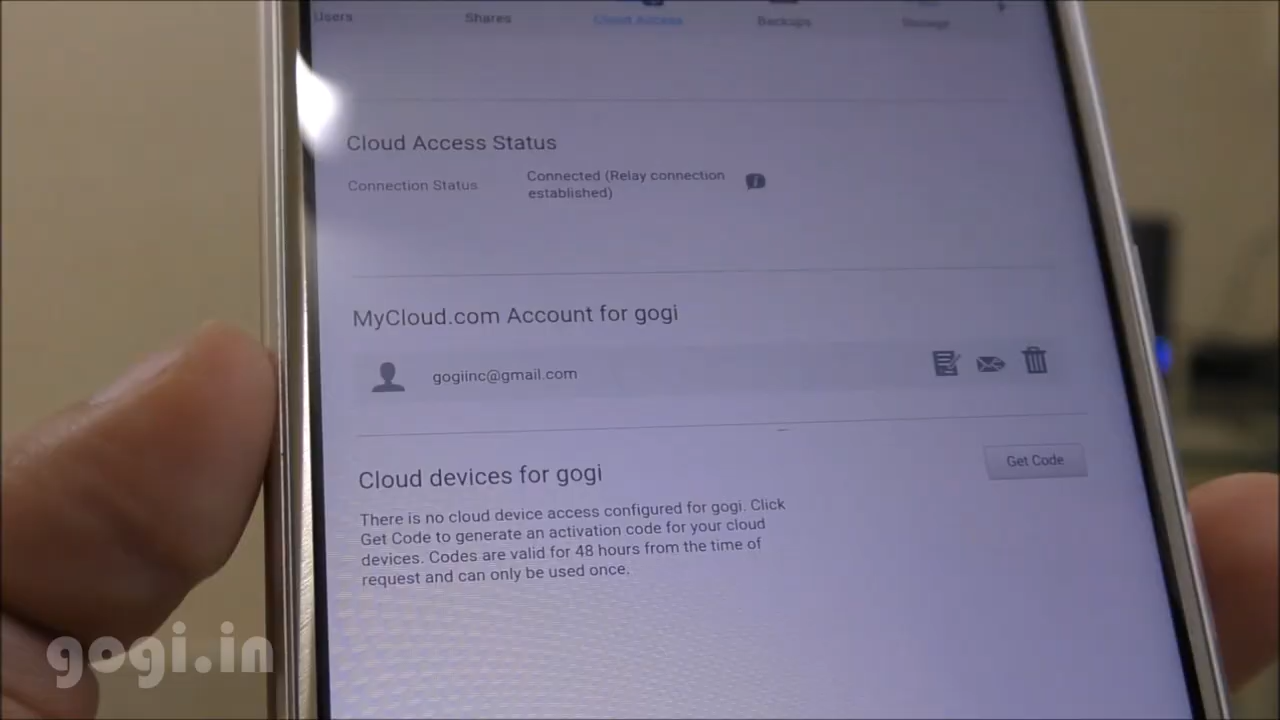 Users Shares Cloud Access Backups Storage
Cloud Access Status
Connection Status Connected (Relay connection
established)
MyCloud.com Account for gogi
gogiinc@gmail.com
Cloud devices for gogi Get Code
There is no cloud device access configured for gogi. Click
Get Code to generate an activation code for your cloud
devices. Codes are valid for 48 hours from the time of
request and can only be used once.
gogi.in